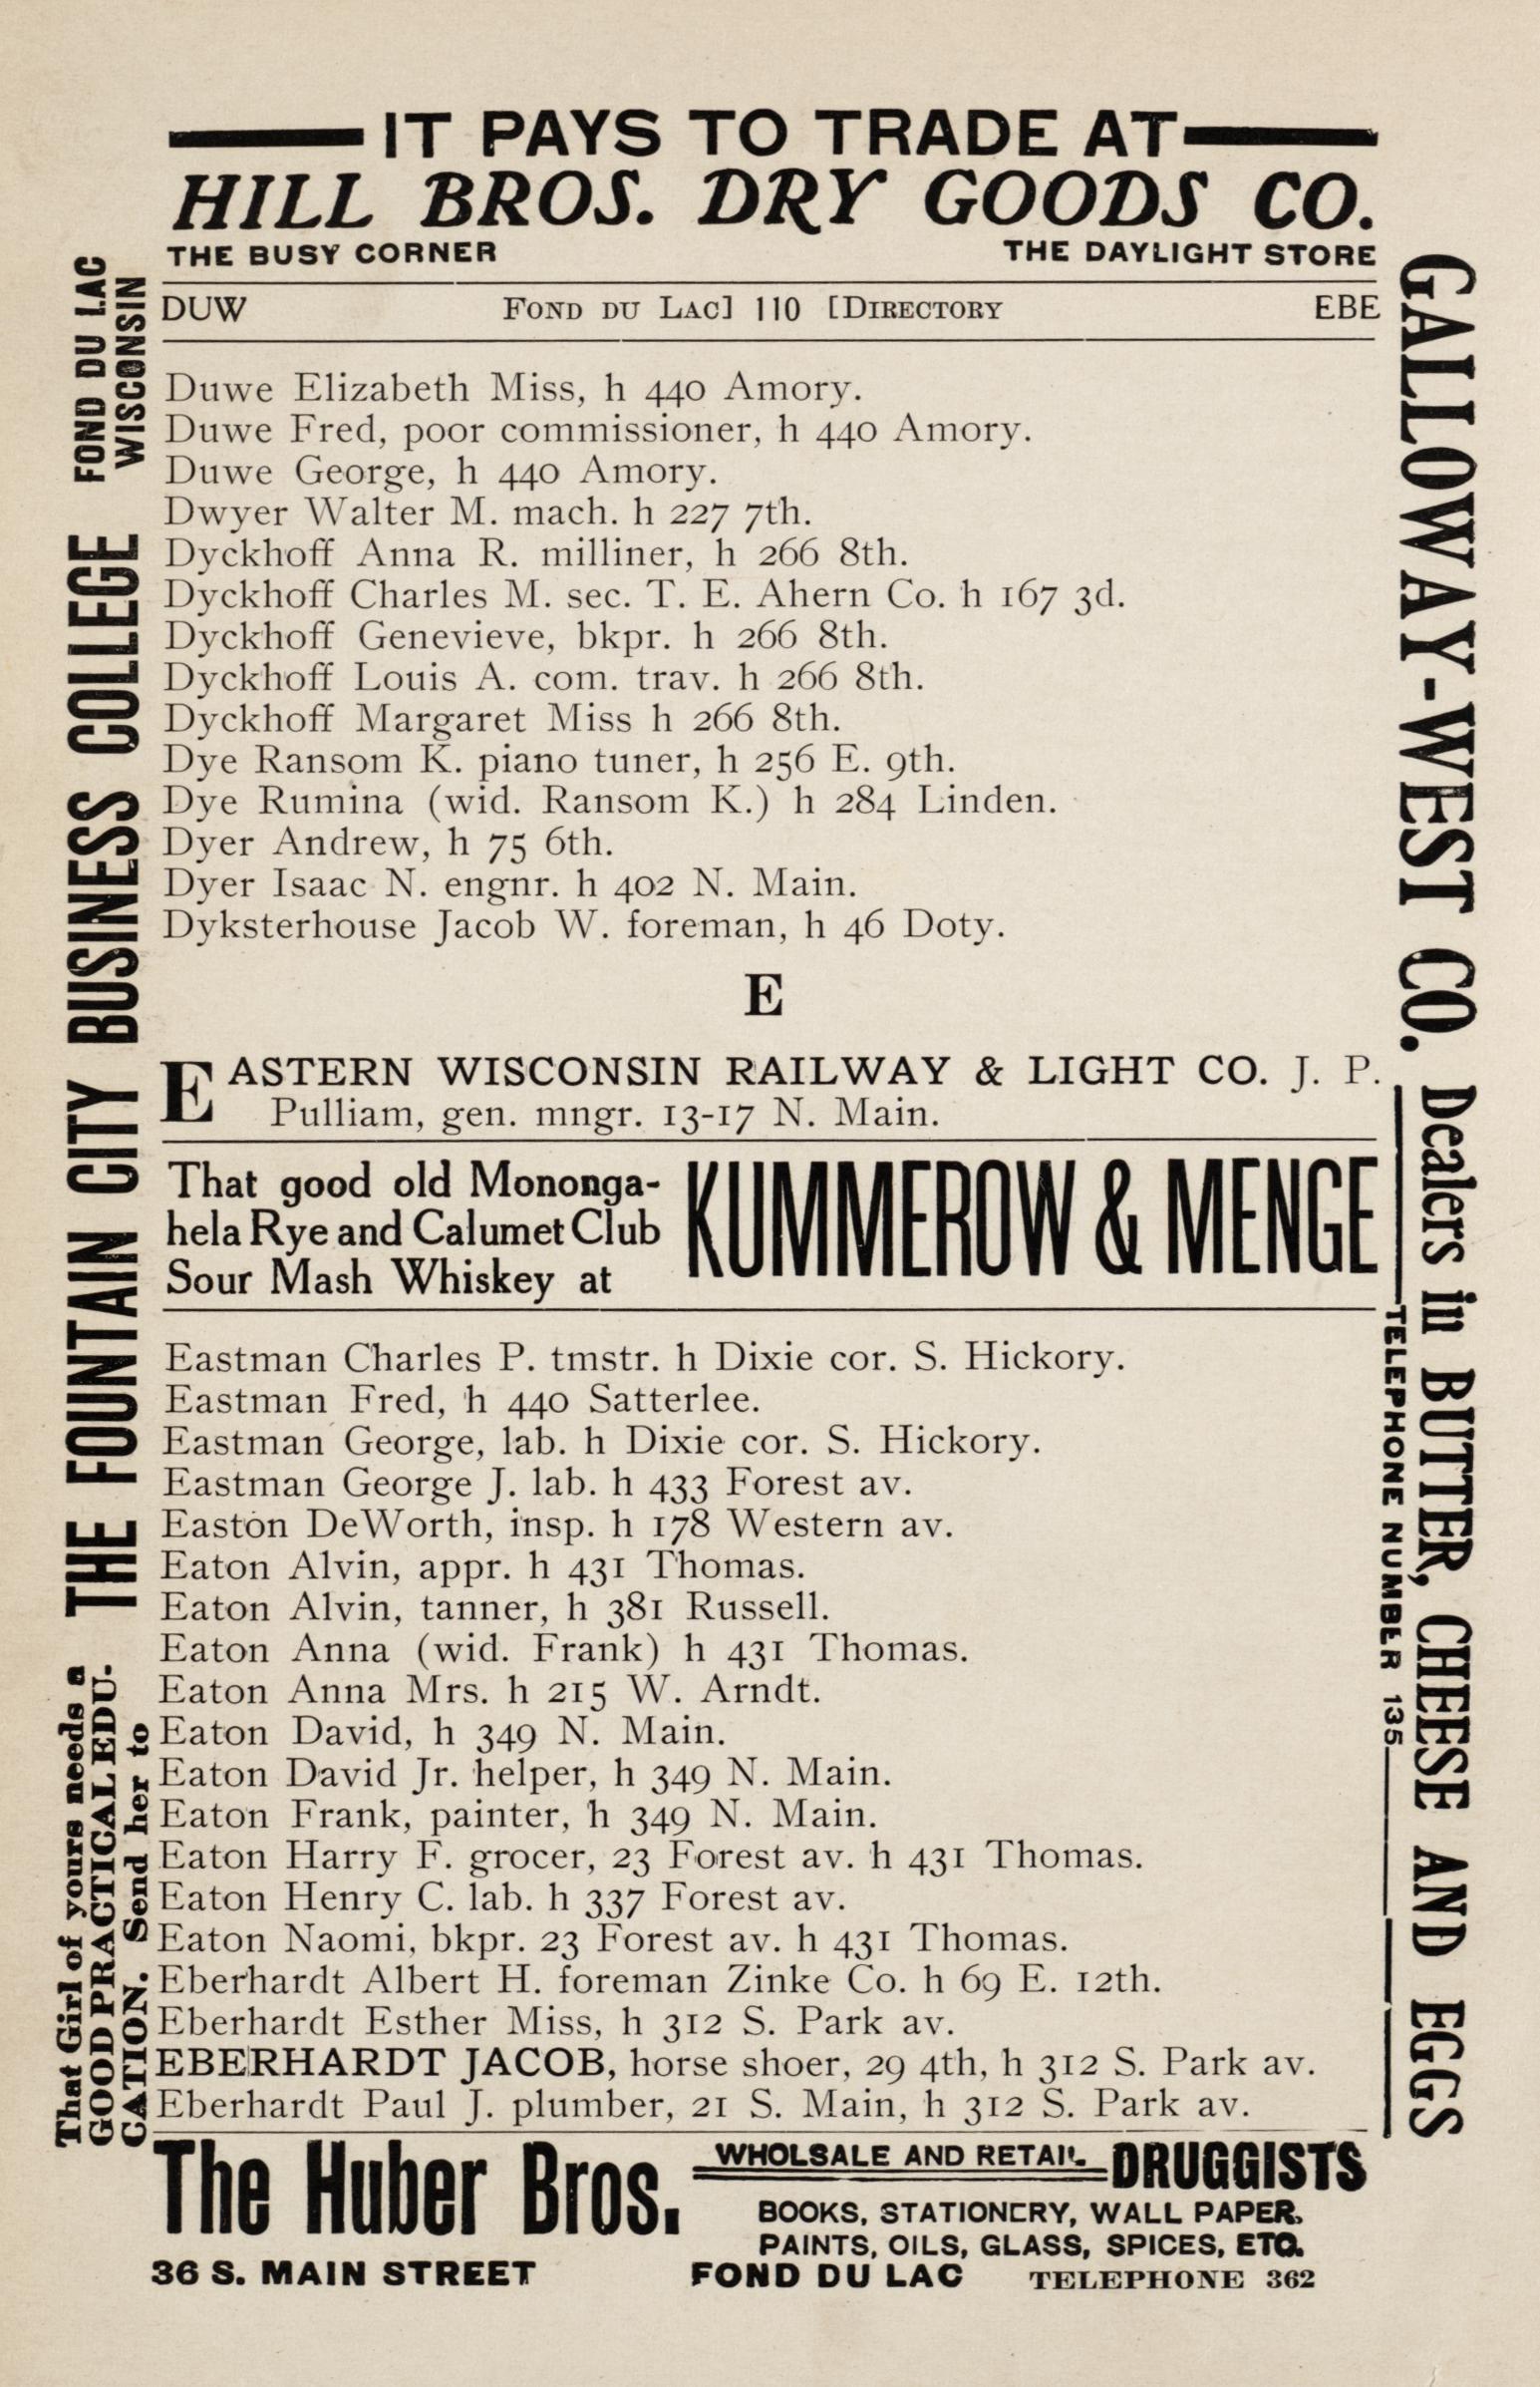 IT PAYS TO TRADE AT
HILL BROS. DRY GOODS CO.
THE BUSY CORNER THE DAYLIGHT STORE
DUW FOND DU LAC] 110 [DIRECTORY EBE
Duwe Elizabeth Miss, h 440 Amory.
Duwe Fred, poor commissioner, h 440 Amory.
Duwe George, h 440 Amory.
Dwyer Walter M. mach. h 227 7th.
Dyckhoff Anna R. milliner, h 266 8th.
Dyckhoff Charles M. sec. T. E. Ahern Co. h 167 3d.
Dyckhoff Genevieve, bkpr. h 266 8th.
Dyckhoff Louis A. com. trav. h 266 8th.
Dyckhoff Margaret Miss h 266 8th.
Dye Ransom K. piano tuner, h 256 E. 9th.
Dye Rumina (wid. Ransom K.) h 284 Linden.
Dyer Andrew, h 75 6th.
Dyer Isaac N. engnr. h 402 N. Main.
Dyksterhouse Jacob W. foreman, h 46 Doty.
E
EASTERN WISCONSIN RAILWAY & LIGHT CO. J. P.
Pulliam, gen. mngr. 13-17 N. Main.
That good old Mononga-
hela Rye and Calumet Club
Sour Mash Whiskey at
KUMMEROW & MENGE
Eastman Charles P. tmstr. h Dixie cor. S. Hickory.
Eastman Fred, h 440 Satterlee.
Eastman George, lab. h Dixie cor. S. Hickory.
Eastman George J. lab. h 433 Forest av.
Easton DeWorth, insp. h 178 Western av.
Eaton Alvin, appr. h 431 Thomas.
Eaton Alvin, tanner, h 381 Russell.
Eaton Anna (wid. Frank) h 431 Thomas.
Eaton Anna Mrs. h 215 W. Arndt.
Eaton David, h 349 N. Main.
Eaton David Jr. helper, h 349 N. Main.
Eaton Frank, painter, h 349 N. Main.
Eaton Harry F. grocer, 23 Forest av. h 431 Thomas.
Eaton Henry C. lab. h 337 Forest av.
Eaton Naomi, bkpr. 23 Forest av. h 431 Thomas.
Eberhardt Albert H. foreman Zinke Co. h 69 E. 12th.
Eberhardt Esther Miss, h 312 S. Park av.
EBERHARDT JACOB, horse shoer, 29 4th, h 312 S. Park av.
Eberhardt Paul J. plumber, 21 S. Main, h 312 S. Park av.
The Huber Bros.
WHOLSALE AND RETAIL DRUGGISTS
BOOKS, STATIONERY, WALL PAPER,
PAINTS, OILS, GLASS, SPICES, ETC.
36 S. MAIN STREET FOND DU LAC TELEPHONE 362
That Girl of yours needs a
GOOD PRACTICAL EDU-
CATION. Send her to
THE FOUNTAIN CITY BUSINESS COLLEGE
FOND DU LAC
WISCONSIN
GALLOWAY-WEST CO. Dealers in BUTTER, CHEESE AND EGGS
TELEPHONE NUMBER 135